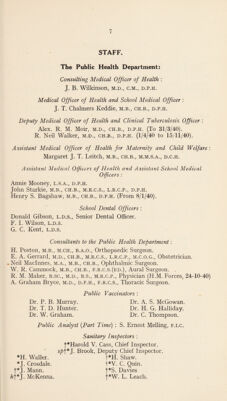 7
STAFF.
The Public Health Department:
Consulting Medical Officer of Health :
J. B. Wilkinson, M.D., C.M., D.P.H.
Medical Officer of Health and School Medical Officer :
J. T. Chalmers Keddie, M.B., CH.B., D.P.H.
Deputy Medical Officer of Health and Clinical Tuberculosis Officer :
Alex. R. M. Moir, M.D., CH.B., D.P.H. (To 31/3/40).
R. Neil Walker, M.D., CH.B., D.P.H. (1/4/40 to 15/11/40).
Assistant Medical Officer of Health for Maternity and Child Welfare :
Margaret J. T. Leitch, M.B., CH.B., M.M.S.A., D.C.H.
Assistant Medical Officers of Health and Assistant School Medical
Officers :
Annie Mooney, L.S.A., D.P.H.
John Starkie, M.D., CH.B., M.R.C.S., L.R.C.P., D.P.H.
Henry S. Bagshaw, M.B., CH.B., D.P.H. (From 8/1/40).
School Dental Officers :
Donald Gibson, L.D.S., Senior Dental Officer.
F. I. Wilson, L.D.S.
G. C. Kent, L.D.S.
Consultants to the Public Health Department :
H. Poston, M.B., M.CH., B.A.O., Orthopaedic Surgeon.
E. A. Gerrard, M.D., CH.B., M.R.C.S., L.R.C.P., M.C.O.G., Obstetrician.
Neil Macfanes, M.A., M.B., CH.B., Ophthalmic Surgeon.
W. R. Cammock, M.B., CH.B., F.R.C.S.(ED.), Aural Surgeon.
R. M. Maher, B.SC., M.D., B.S., M.R.C.P., Physician (H.M. Forces, 24-10-40)
A. Graham Bryce, M.D., D.P.H., F.R.C.S., Thoracic Surgeon.
Public Vaccinators :
Dr. P. B. Murray. Dr. A. S. McGowan.
Dr. T. D. Hunter. Dr. H. G. Halliday.
Dr. W. Graham. Dr. C. Thompson.
Public Analyst (Part Time) : S. Ernest Melling, F.I.C.
Sanitary Inspectors :
†*Harold V. Cass, Chief Inspector.
J. Brook, Deputy Chief Inspector.
*H. Waller. †*H. Shaw.
*J. Crosdale. †*V. C. Quin.
†*J. Mann. †*S. Davies
J. McKenna. †*W. L. Leach.